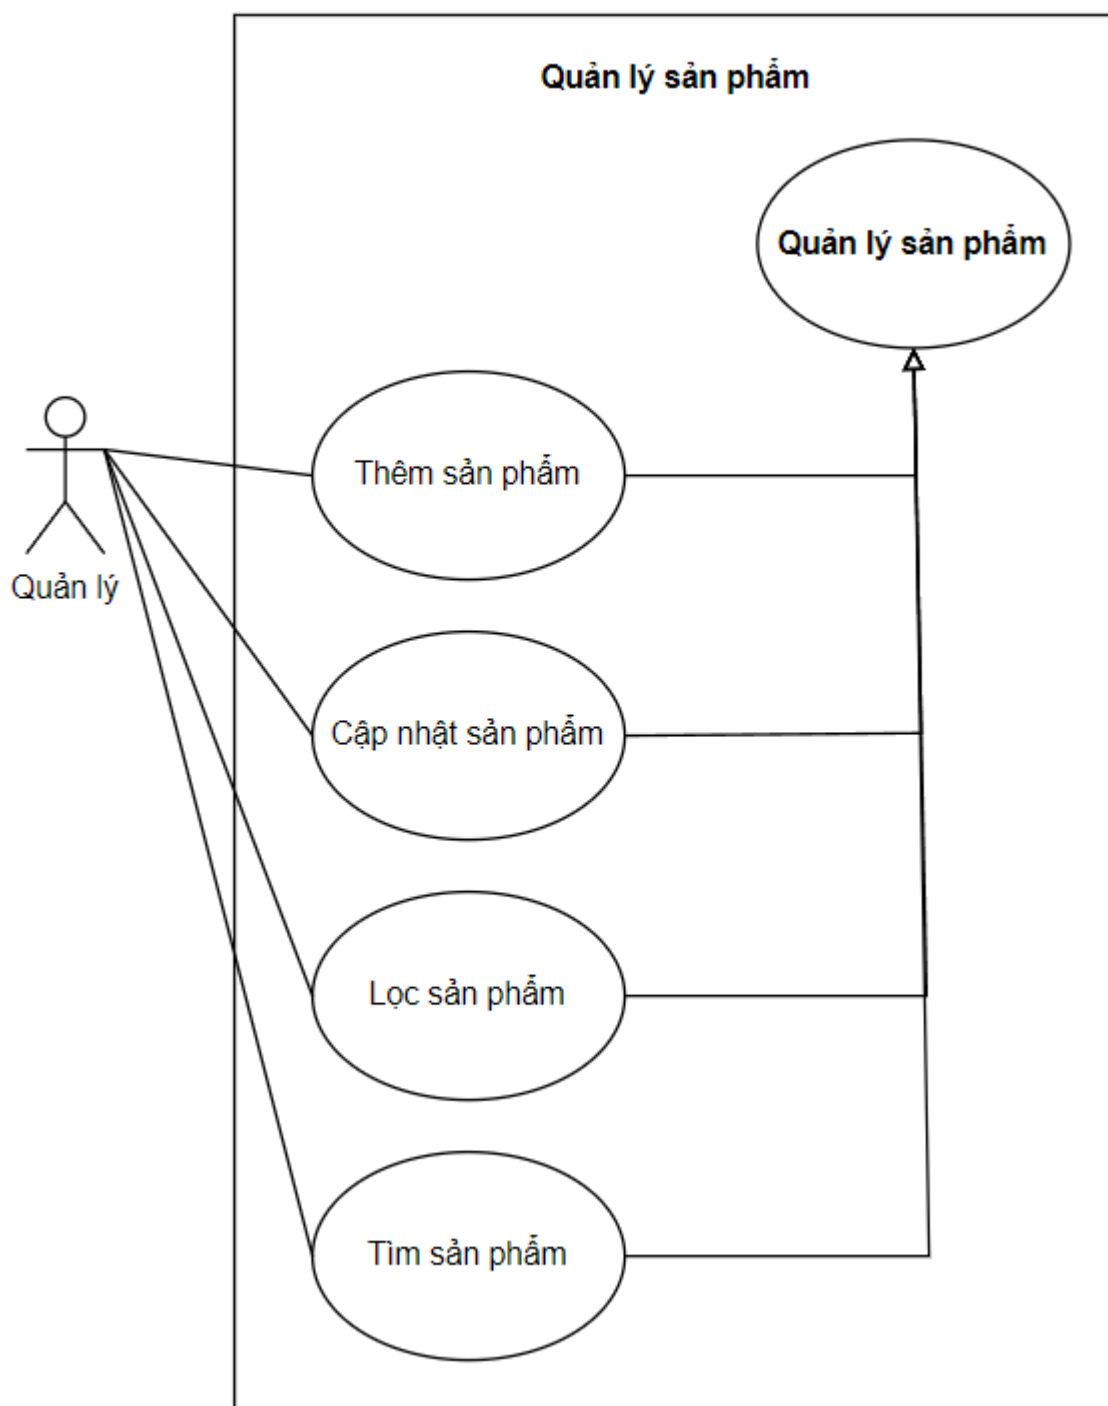 Quản lý sản phẩm
Quản lý sản phẩm
Thêm sản phẩm
Quản lý
Cập nhật sản phẩm
Lọc sản phẩm
Tìm sản phẩm